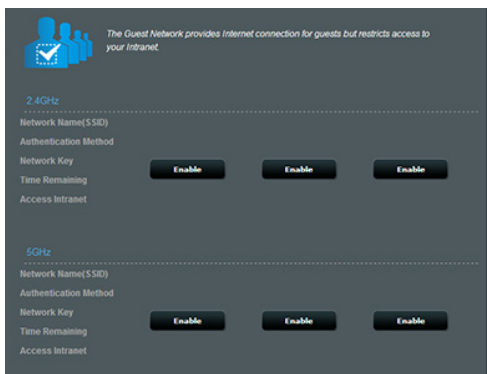 The Guest Network provides Internet connection for guests but restricts access to
your Intranet.
2.4GHz
Network Name(SSID)
Authentication Method
Network Key
Enable Enable Enable
Time Remaining
Access Intranet
5GHz
Network Name(SSID)
Authentication Method
Network Key
Enable Enable Enable
Time Remaining
Access Intranet